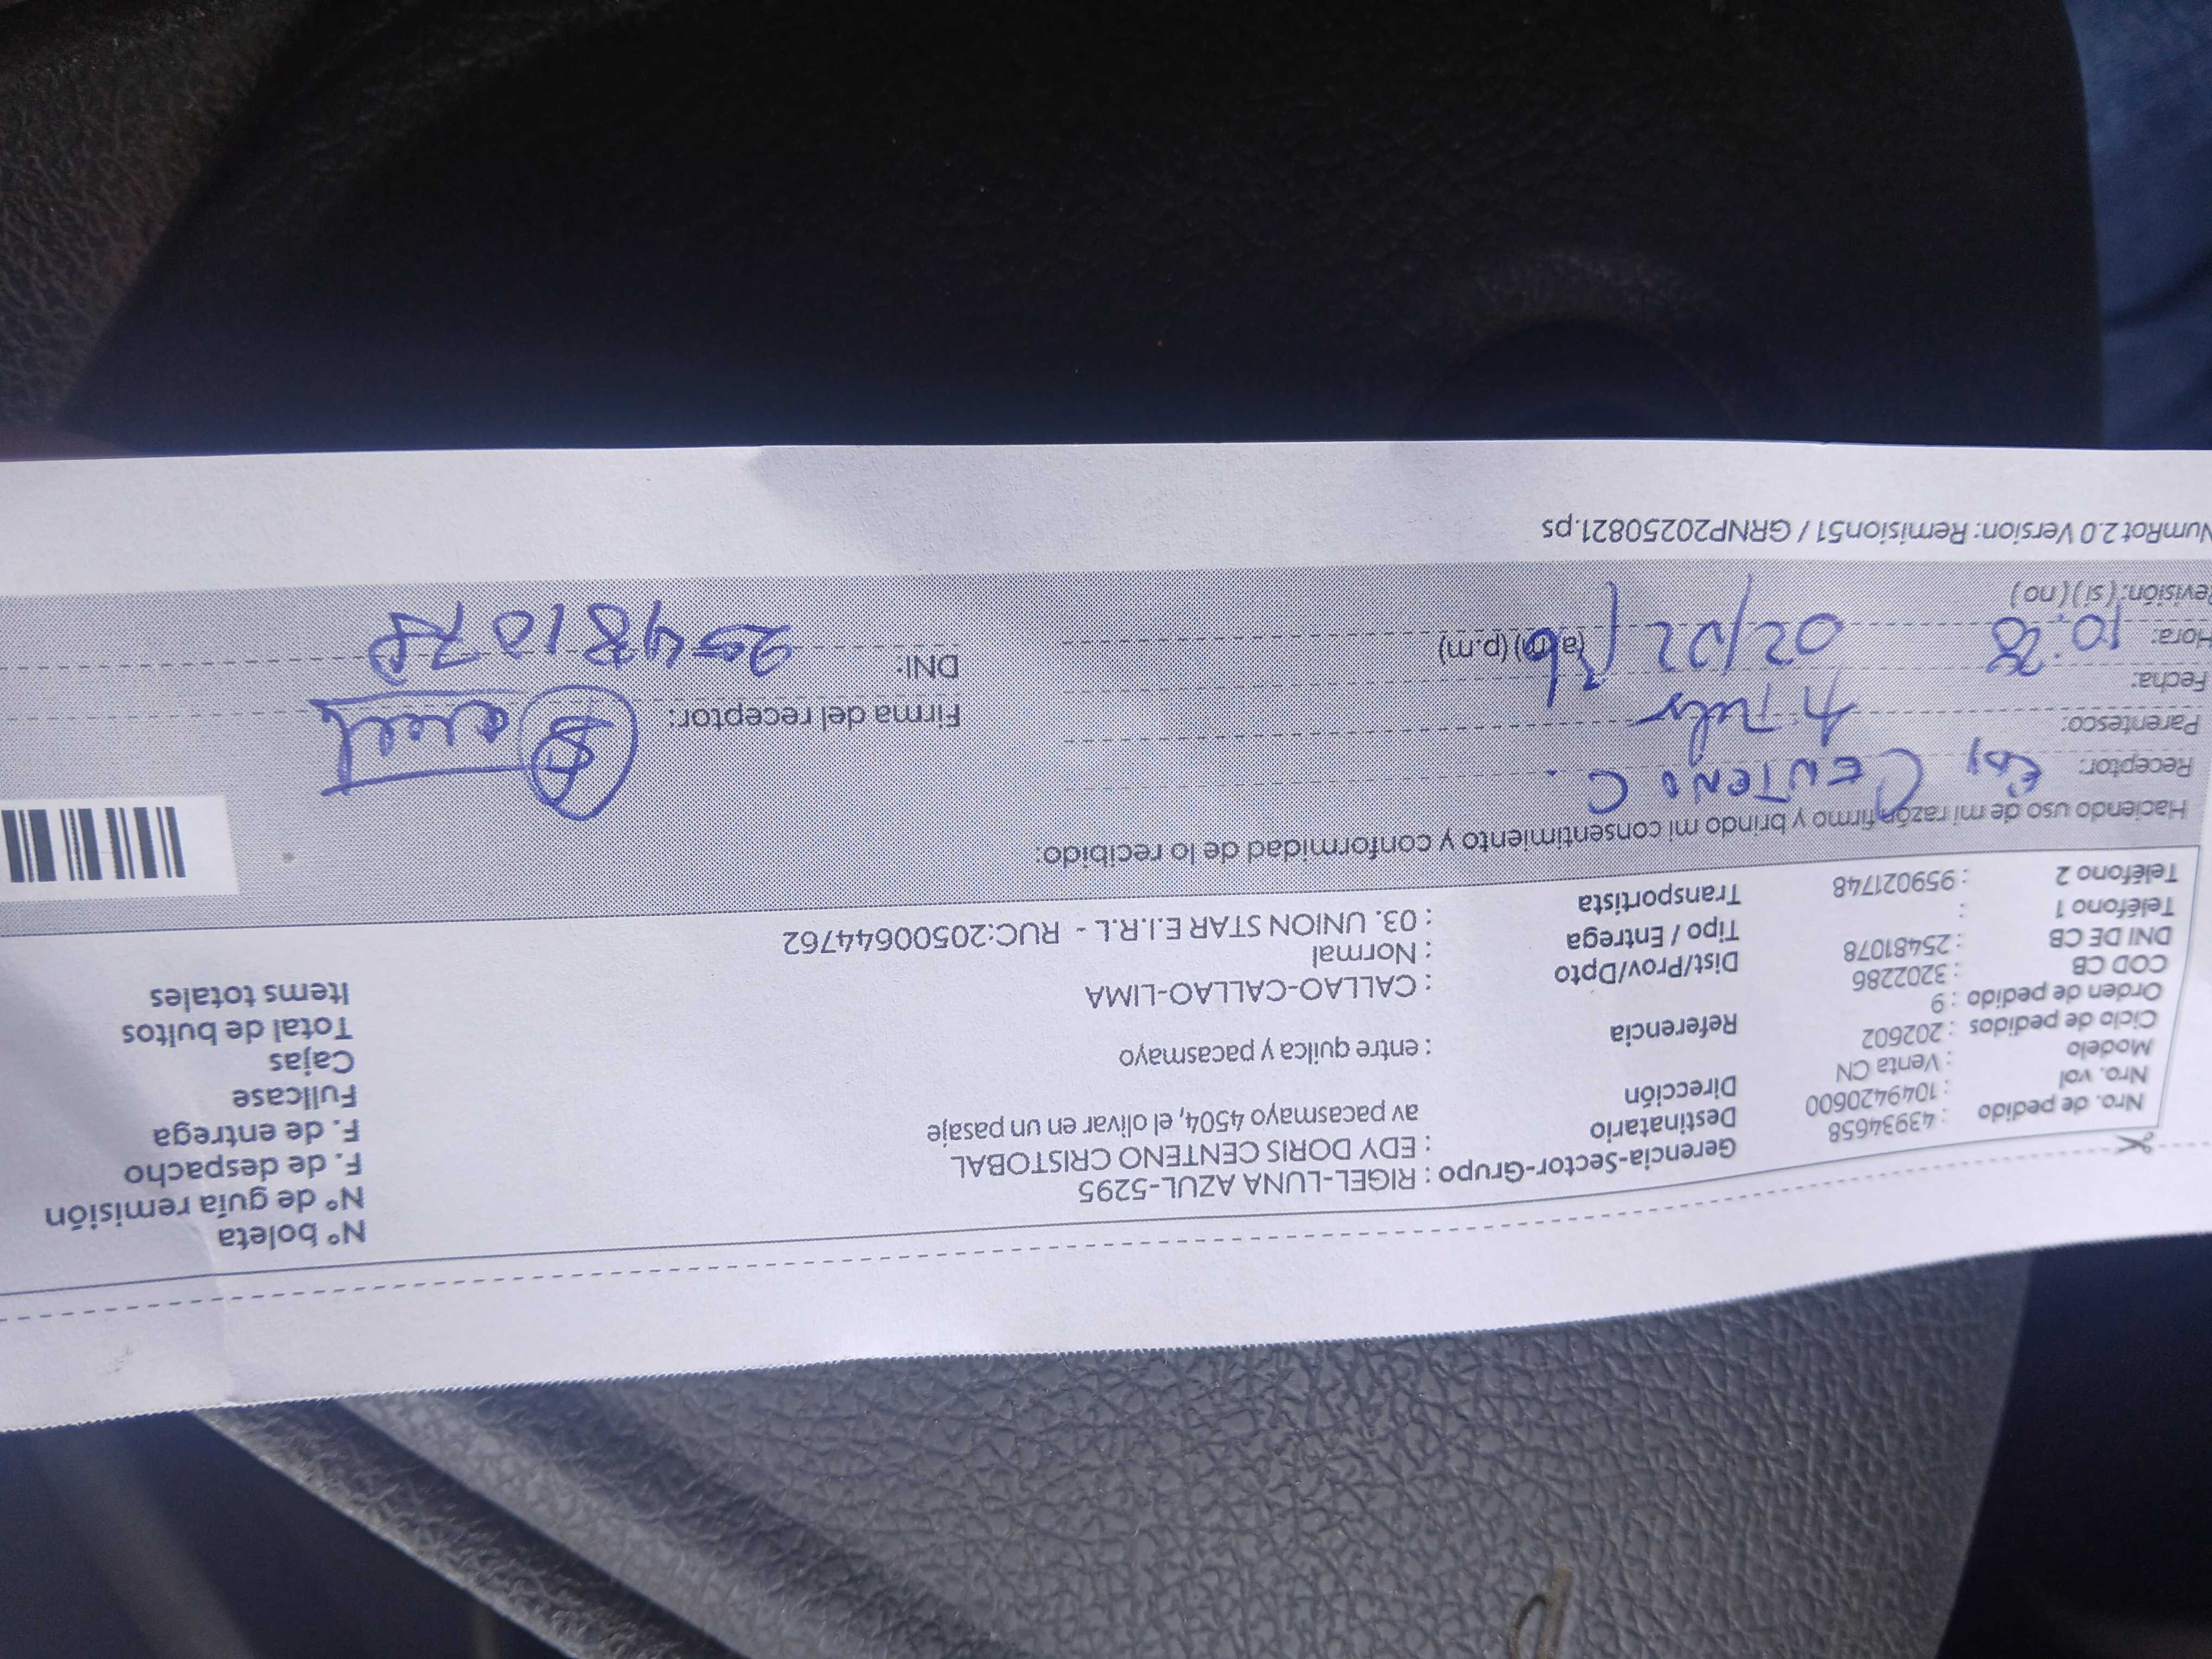 Gerencia-Sector-Grupo : RIGEL-LUNA AZUL-5295
Nro. de pedido : 43934658
Nro. vol : 1049420600
Modelo : Venta CN
Ciclo de pedidos : 202602
Orden de pedido : 9
COD CB : 3202286
DNI DE CB : 25481078
Teléfono 1 :
Teléfono 2 : 959021748
Destinatario : EDY DORIS CENTENO CRISTOBAL
Dirección av pacasmayo 4504, el olivar en un pasaje
Referencia : entre quilca y pacasmayo
Dist/Prov/Dpto : CALLAO-CALLAO-LIMA
Tipo / Entrega : Normal
Transportista : 03. UNION STAR E.I.R.L - RUC:20500644762
N° boleta
N° de guía remisión
F. de despacho
F. de entrega
Fullcase
Cajas
Total de bultos
Items totales
Haciendo uso de mi razón firmo y brindo mi consentimiento y conformidad de lo recibido:
Receptor: Edy CENTENO C.
Parentesco:
Fecha: 02/02/26
Hora: 10:28 (a.m) (p.m)
Revisión: (si) (no)
Firma del receptor:
DNI: 25481078
NumRot 2.0 Version: Remision51 / GRNP20250821.ps